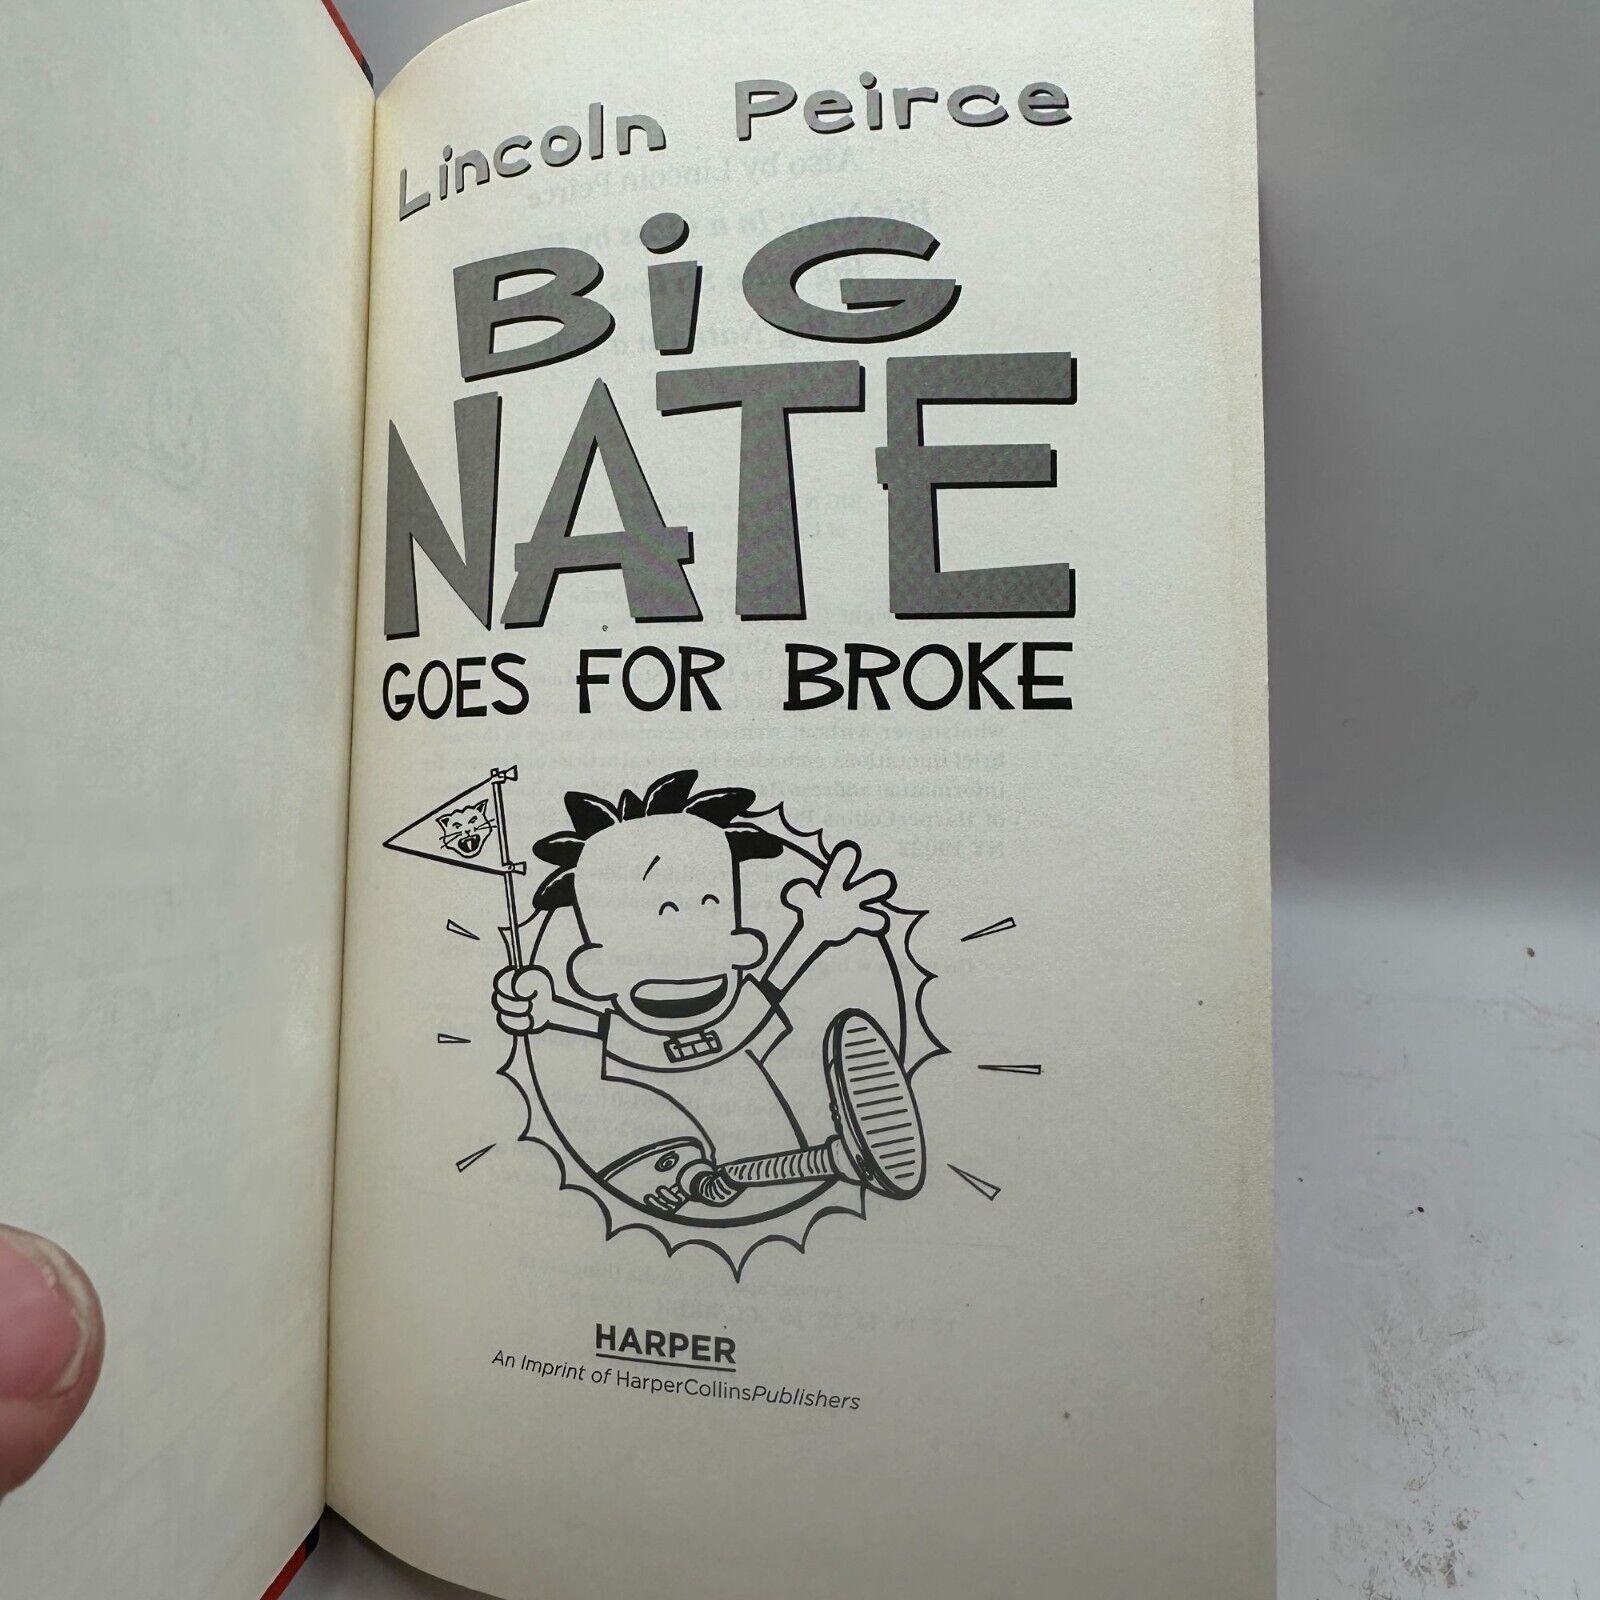 Lincoln Peirce
BiG
NATE
GOES FOR BROKE
HARPER
An Imprint of HarperCollinsPublishers